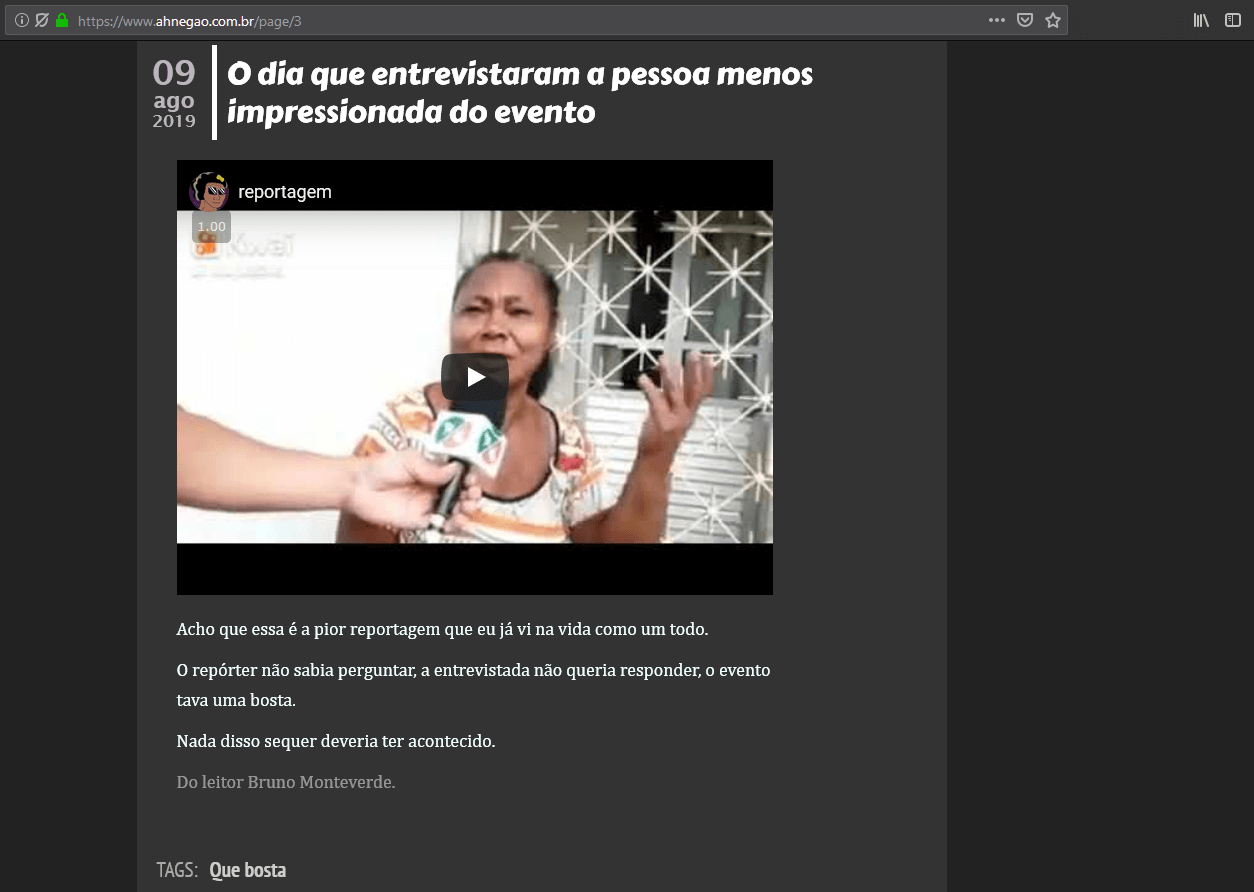 https://www.ahnegao.com.br/page/3
09
ago
2019
O dia que entrevistaram a pessoa menos
impressionada do evento
reportagem
1.00
Kwai
Acho que essa é a pior reportagem que eu já vi na vida como um todo.
O repórter não sabia perguntar, a entrevistada não queria responder, o evento
tava uma bosta.
Nada disso sequer deveria ter acontecido.
Do leitor Bruno Monteverde.
TAGS: Que bosta